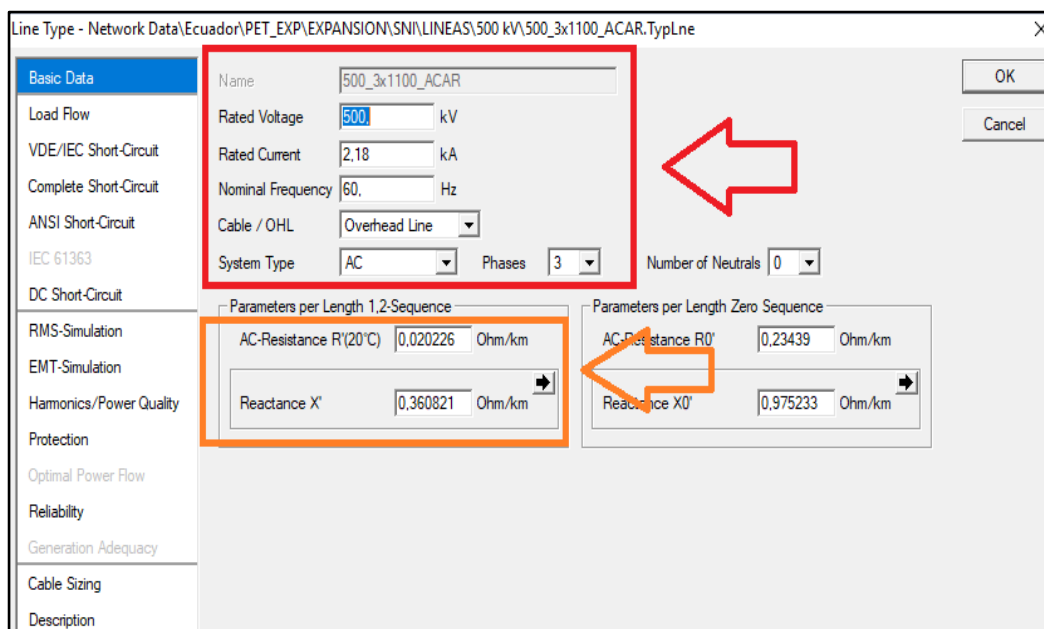 Line Type - Network Data\Ecuador\PET_EXP\EXPANSION\SNI\LINEAS\500 kV\500_3x1100_ACAR.TypLne
Basic Data
Load Flow
VDE/IEC Short-Circuit
Complete Short-Circuit
ANSI Short-Circuit
IEC 61363
DC Short-Circuit
RMS-Simulation
EMT-Simulation
Harmonics/Power Quality
Protection
Optimal Power Flow
Reliability
Generation Adequacy
Cable Sizing
Description
Name 500_3x1100_ACAR
Rated Voltage 500, kV
Rated Current 2,18 kA
Nominal Frequency 60, Hz
Cable / OHL Overhead Line
System Type AC Phases 3 Number of Neutrals 0
Parameters per Length 1,2-Sequence
AC-Resistance R'(20°C) 0,020226 Ohm/km
Reactance X' 0,360821 Ohm/km
Parameters per Length Zero Sequence
AC-Resistance R0' 0,23439 Ohm/km
Reactance X0' 0,975233 Ohm/km
OK
Cancel